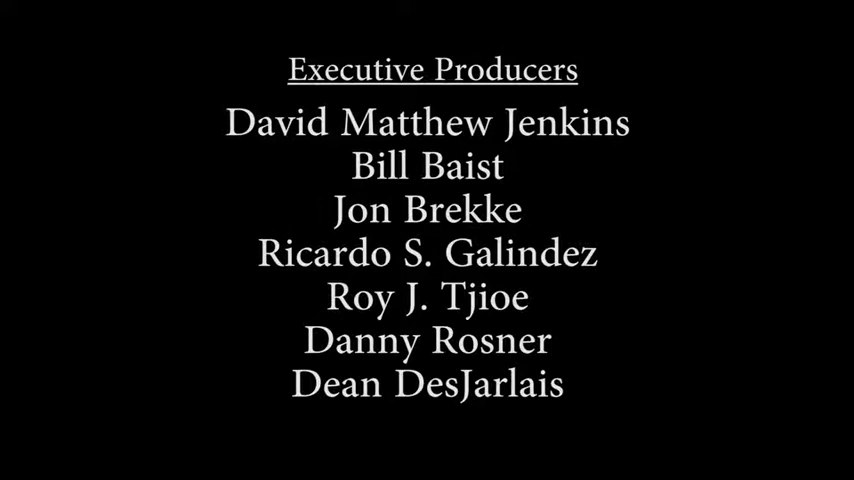 Executive Producers
David Matthew Jenkins
Bill Baist
Jon Brekke
Ricardo S. Galindez
Roy J. Tjioe
Danny Rosner
Dean DesJarlais